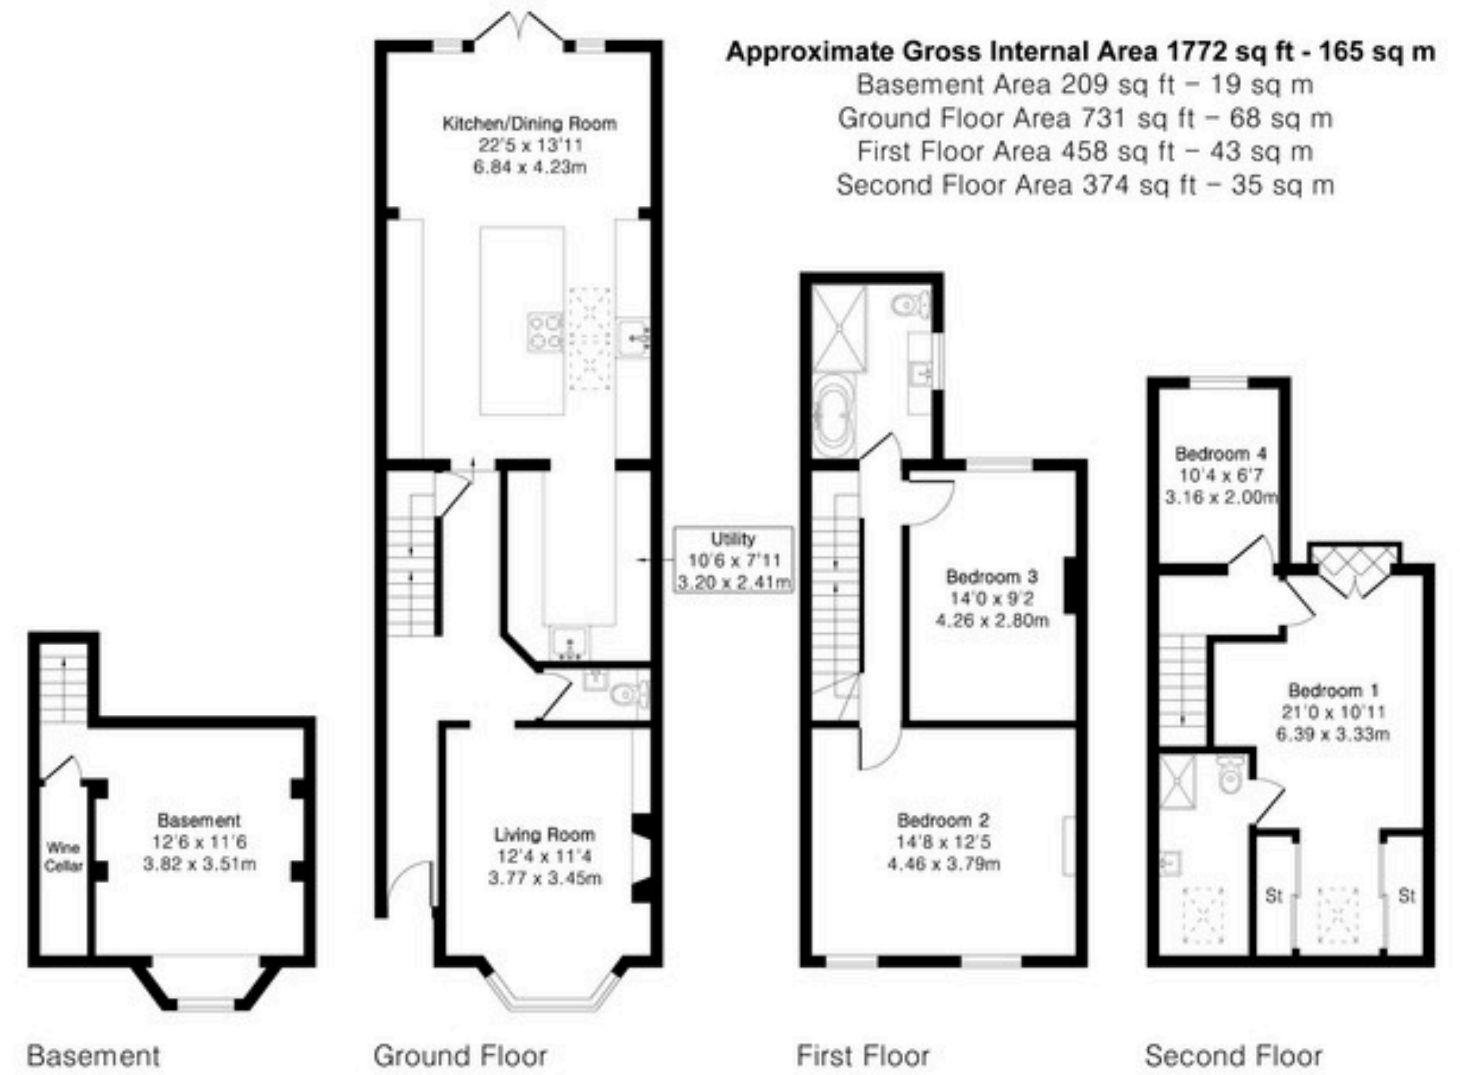 Approximate Gross Internal Area 1772 sq ft - 165 sq m
Basement Area 209 sq ft – 19 sq m
Ground Floor Area 731 sq ft – 68 sq m
First Floor Area 458 sq ft – 43 sq m
Second Floor Area 374 sq ft – 35 sq m
Basement
12'6 x 11'6
3.82 x 3.51m
Wine
Cellar
Basement
Kitchen/Dining Room
22'5 x 13'11
6.84 x 4.23m
Utility
10'6 x 7'11
3.20 x 2.41m
Living Room
12'4 x 11'4
3.77 x 3.45m
Ground Floor
Bedroom 3
14'0 x 9'2
4.26 x 2.80m
Bedroom 2
14'8 x 12'5
4.46 x 3.79m
First Floor
Bedroom 4
10'4 x 6'7
3.16 x 2.00m
Bedroom 1
21'0 x 10'11
6.39 x 3.33m
St
St
Second Floor